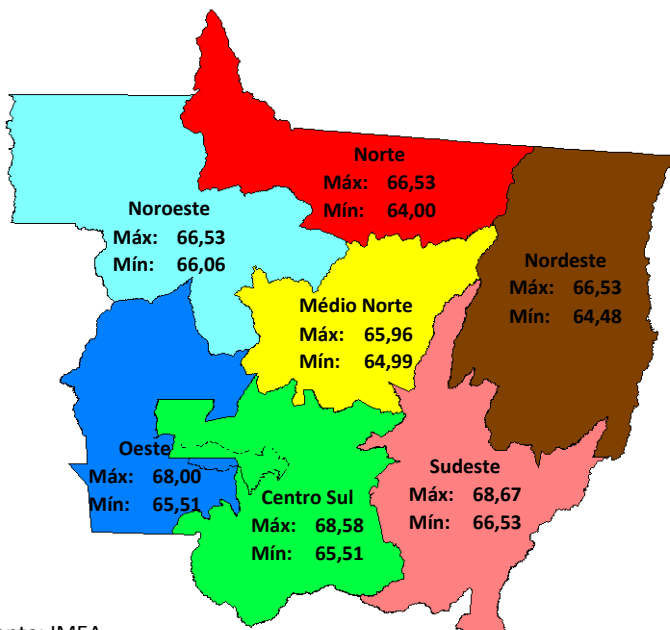 Norte
Máx: 66,53
Mín: 64,00
Noroeste
Máx: 66,53
Mín: 66,06
Nordeste
Máx: 66,53
Mín: 64,48
Médio Norte
Máx: 65,96
Mín: 64,99
Oeste
Máx: 68,00
Mín: 65,51
Centro Sul
Máx: 68,58
Mín: 65,51
Sudeste
Máx: 68,67
Mín: 66,53